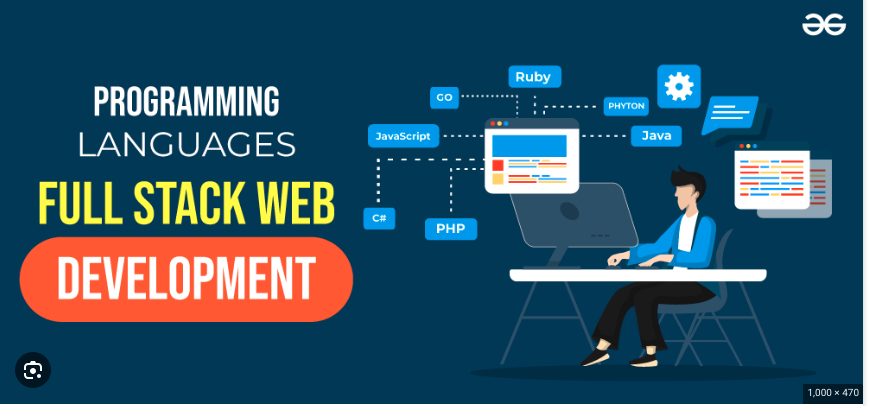 PROGRAMMING
LANGUAGES
FULL STACK WEB
DEVELOPMENT
Ruby
GO
PHYTON
JavaScript
Java
C#
PHP
1,000 × 470